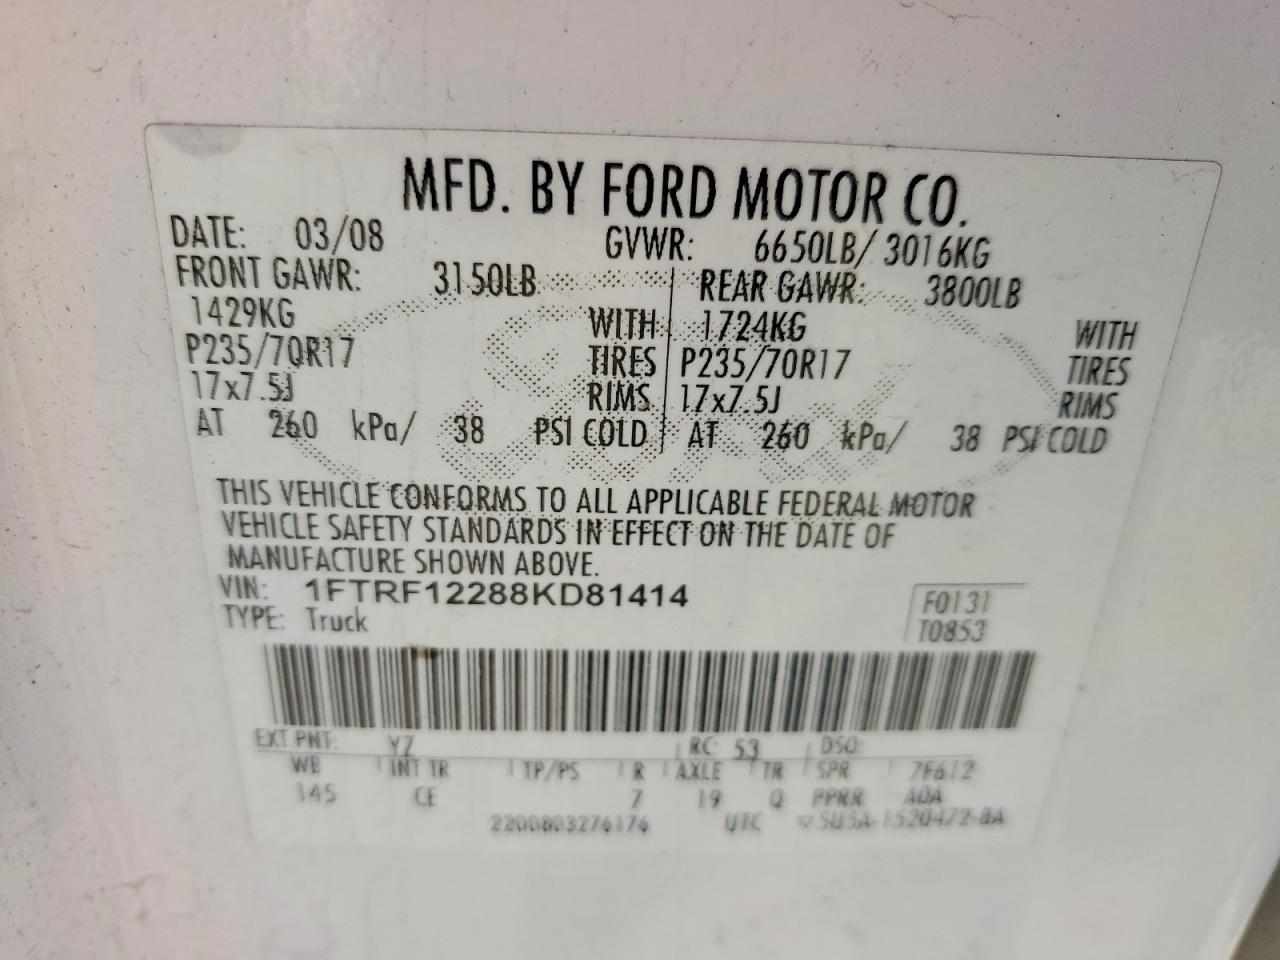 MFD. BY FORD MOTOR CO.
DATE: 03/08 GVWR: 6650LB/ 3016KG
FRONT GAWR: 3150LB REAR GAWR: 3800LB
1429KG WITH 1724KG WITH
P235/70R17 TIRES P235/70R17 TIRES
17x7.5J RIMS 17x7.5J RIMS
AT 260 kPa/ 38 PSI COLD AT 260 kPa/ 38 PSI COLD
THIS VEHICLE CONFORMS TO ALL APPLICABLE FEDERAL MOTOR
VEHICLE SAFETY STANDARDS IN EFFECT ON THE DATE OF
MANUFACTURE SHOWN ABOVE.
VIN: 1FTRF12288KD81414
TYPE: Truck
F0131
T0853
EXT PNT: YZ RC: 53 DSO:
WB INT TR TP/PS R AXLE TR SPR 7F612
145 CE 7 19 Q PPRR A0A
UTC